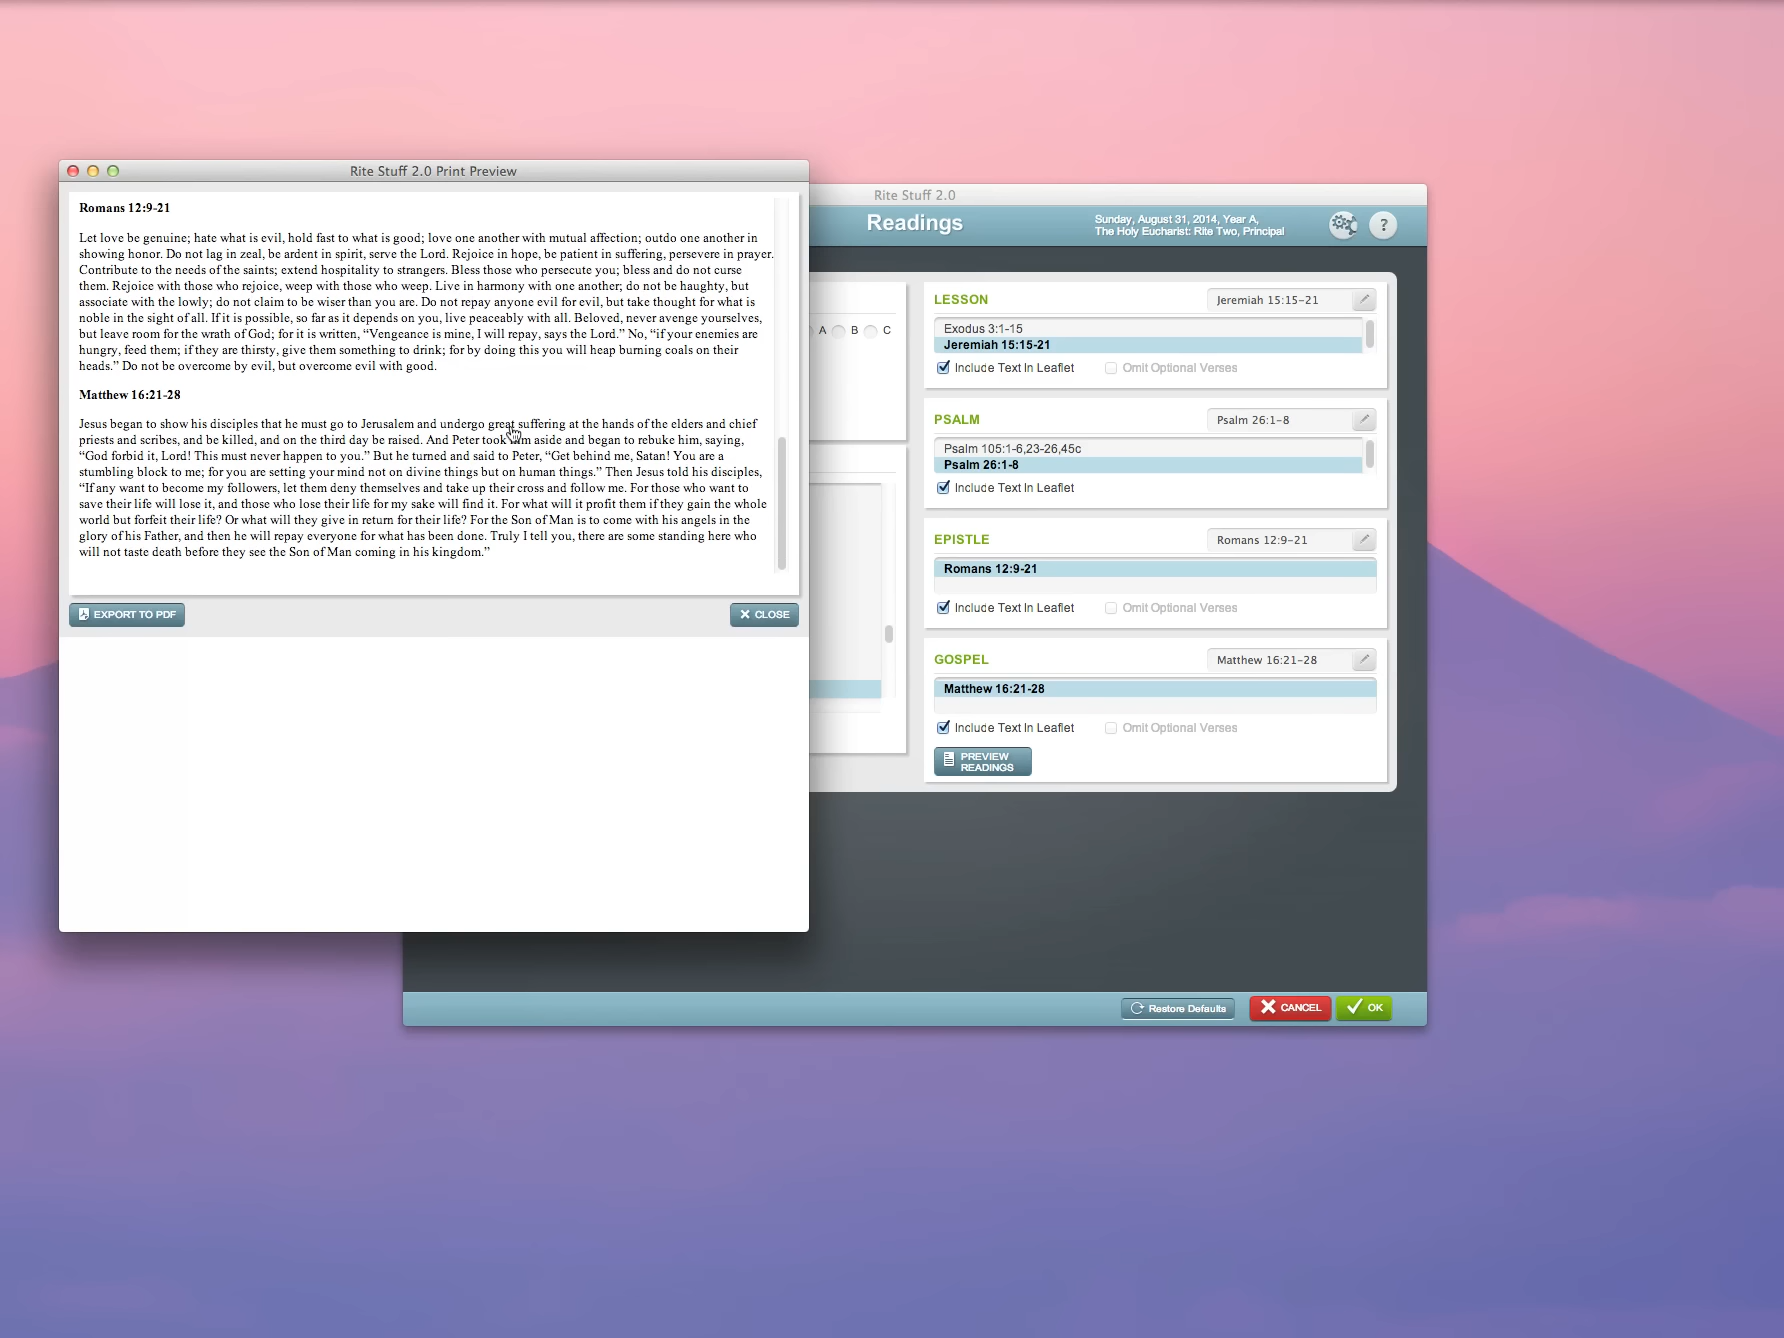 Rite Stuff 2.0 Print Preview
Romans 12:9-21
Let love be genuine; hate what is evil, hold fast to what is good; love one another with mutual affection; outdo one another in
showing honor. Do not lag in zeal, be ardent in spirit, serve the Lord. Rejoice in hope, be patient in suffering, persevere in prayer.
Contribute to the needs of the saints; extend hospitality to strangers. Bless those who persecute you; bless and do not curse
them. Rejoice with those who rejoice, weep with those who weep. Live in harmony with one another; do not be haughty, but
associate with the lowly; do not claim to be wiser than you are. Do not repay anyone evil for evil, but take thought for what is
noble in the sight of all. If it is possible, so far as it depends on you, live peaceably with all. Beloved, never avenge yourselves,
but leave room for the wrath of God; for it is written, “Vengeance is mine, I will repay, says the Lord.” No, “if your enemies are
hungry, feed them; if they are thirsty, give them something to drink; for by doing this you will heap burning coals on their
heads.” Do not be overcome by evil, but overcome evil with good.
Matthew 16:21-28
Jesus began to show his disciples that he must go to Jerusalem and undergo great suffering at the hands of the elders and chief
priests and scribes, and be killed, and on the third day be raised. And Peter took him aside and began to rebuke him, saying,
“God forbid it, Lord! This must never happen to you.” But he turned and said to Peter, “Get behind me, Satan! You are a
stumbling block to me; for you are setting your mind not on divine things but on human things.” Then Jesus told his disciples,
“If any want to become my followers, let them deny themselves and take up their cross and follow me. For those who want to
save their life will lose it, and those who lose their life for my sake will find it. For what will it profit them if they gain the whole
world but forfeit their life? Or what will they give in return for their life? For the Son of Man is to come with his angels in the
glory of his Father, and then he will repay everyone for what has been done. Truly I tell you, there are some standing here who
will not taste death before they see the Son of Man coming in his kingdom.”
EXPORT TO PDF
CLOSE
Rite Stuff 2.0
Readings
Sunday, August 31, 2014, Year A,
The Holy Eucharist: Rite Two, Principal
?
A B C
LESSON
Jeremiah 15:15-21
Exodus 3:1-15
Jeremiah 15:15-21
Include Text In Leaflet
Omit Optional Verses
PSALM
Psalm 26:1-8
Psalm 105:1-6,23-26,45c
Psalm 26:1-8
Include Text In Leaflet
EPISTLE
Romans 12:9-21
Romans 12:9-21
Include Text In Leaflet
Omit Optional Verses
GOSPEL
Matthew 16:21-28
Matthew 16:21-28
Include Text In Leaflet
Omit Optional Verses
PREVIEW
READINGS
Restore Defaults
CANCEL
OK